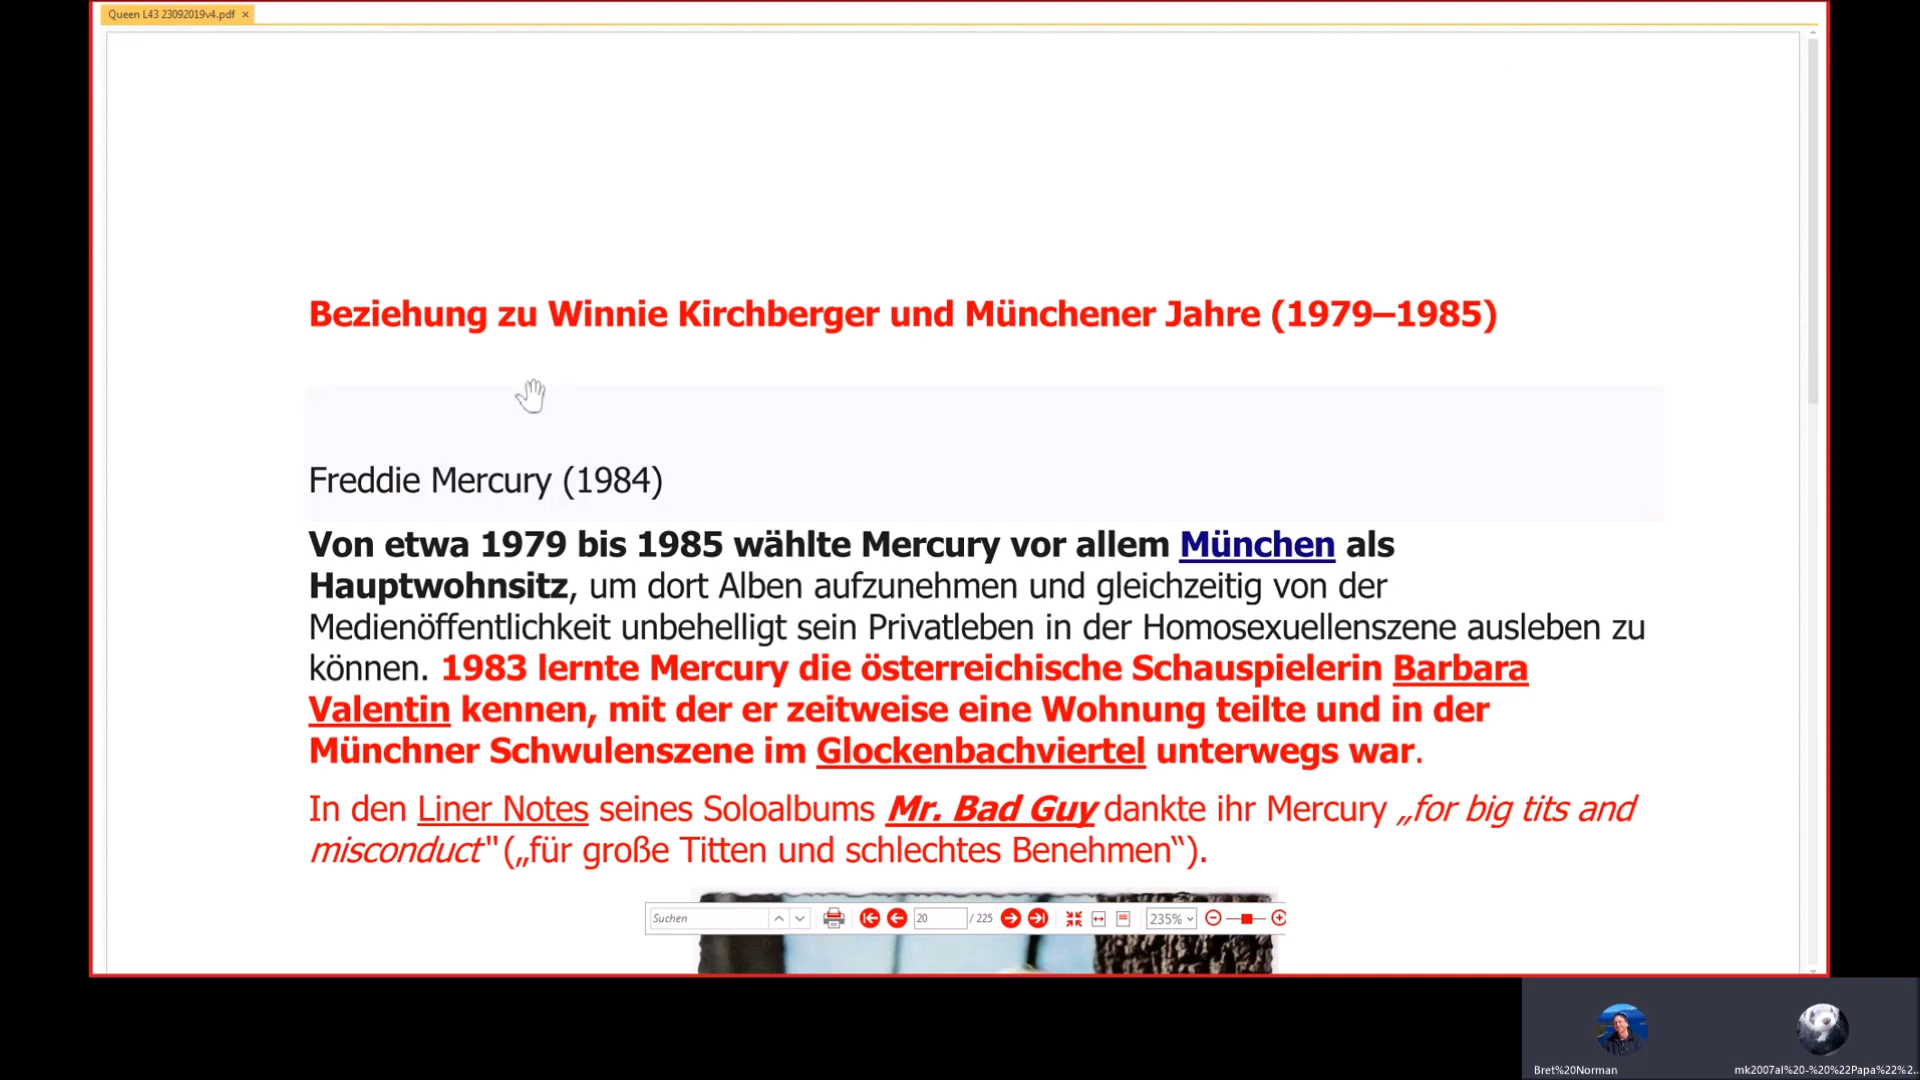 Queen L43 23092019v4.pdf ×
Beziehung zu Winnie Kirchberger und Münchener Jahre (1979–1985)
Freddie Mercury (1984)
Von etwa 1979 bis 1985 wählte Mercury vor allem München als
Hauptwohnsitz, um dort Alben aufzunehmen und gleichzeitig von der
Medienöffentlichkeit unbehelligt sein Privatleben in der Homosexuellenszene ausleben zu
können. 1983 lernte Mercury die österreichische Schauspielerin Barbara
Valentin kennen, mit der er zeitweise eine Wohnung teilte und in der
Münchner Schwulenszene im Glockenbachviertel unterwegs war.
In den Liner Notes seines Soloalbums Mr. Bad Guy dankte ihr Mercury „for big tits and
misconduct" („für große Titten und schlechtes Benehmen“).
Suchen 20 / 225 235%
Bret%20Norman mk2007al%20-%20%22Papa%22%2...